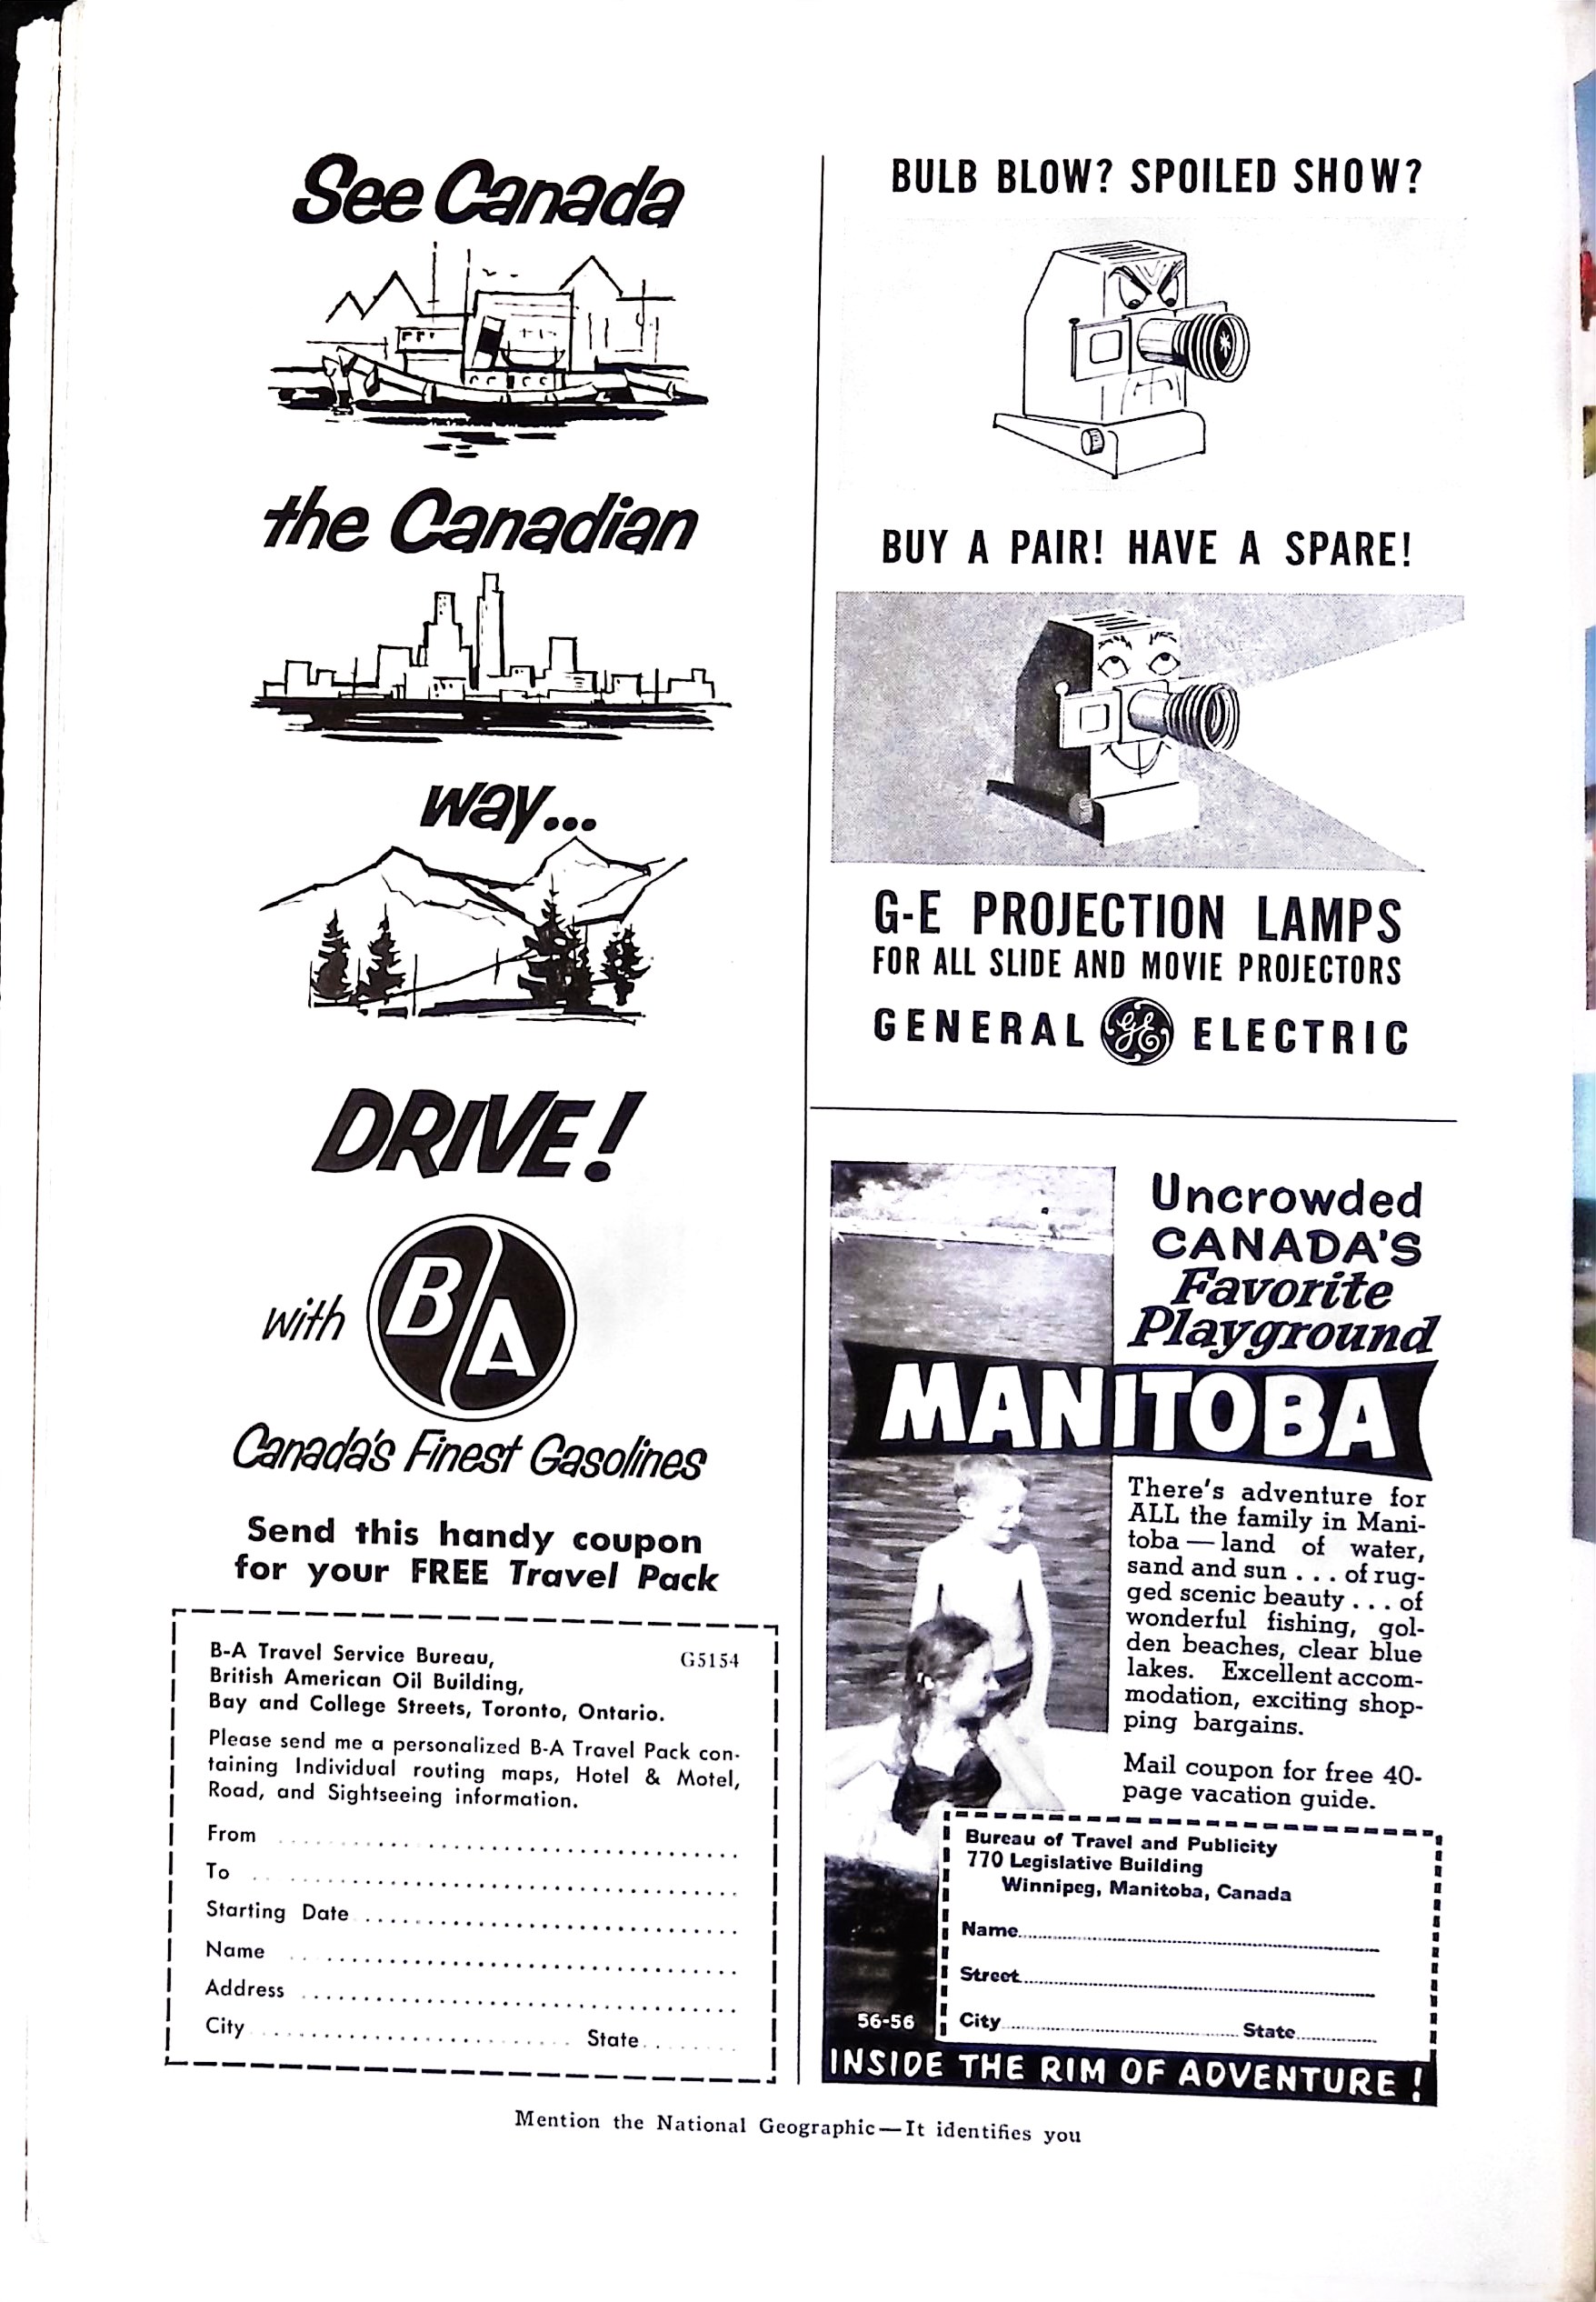 See Canada
the Canadian
way...
DRIVE!
with B/A
Canada's Finest Gasolines
Send this handy coupon
for your FREE Travel Pack
B-A Travel Service Bureau, G5154
British American Oil Building,
Bay and College Streets, Toronto, Ontario.
Please send me a personalized B-A Travel Pack con-
taining Individual routing maps, Hotel & Motel,
Road, and Sightseeing information.
From
To
Starting Date
Name
Address
City State
BULB BLOW? SPOILED SHOW?
BUY A PAIR! HAVE A SPARE!
G-E PROJECTION LAMPS
FOR ALL SLIDE AND MOVIE PROJECTORS
GENERAL GE ELECTRIC
Uncrowded
CANADA'S
Favorite
Playground
MANITOBA
There's adventure for
ALL the family in Mani-
toba — land of water,
sand and sun . . . of rug-
ged scenic beauty . . . of
wonderful fishing, gol-
den beaches, clear blue
lakes. Excellent accom-
modation, exciting shop-
ping bargains.
Mail coupon for free 40-
page vacation guide.
Bureau of Travel and Publicity
770 Legislative Building
Winnipeg, Manitoba, Canada
Name
Street
City State
56-56
INSIDE THE RIM OF ADVENTURE !
Mention the National Geographic—It identifies you